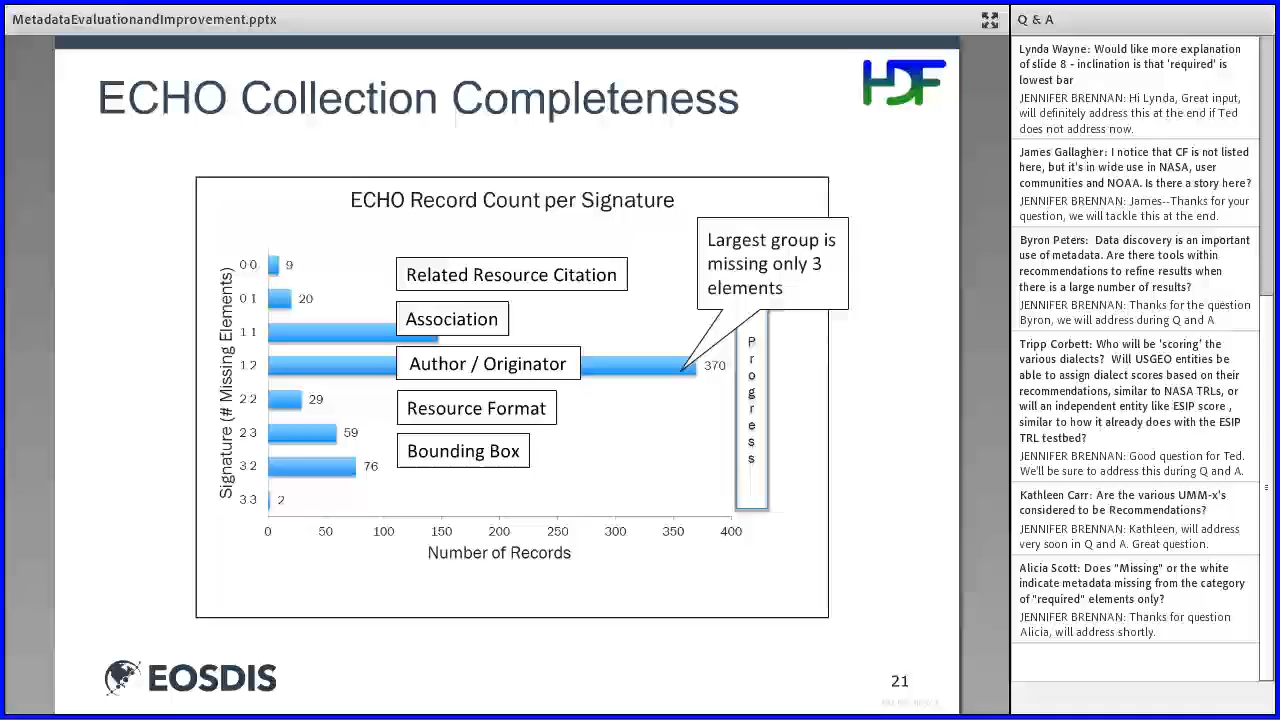 MetadataEvaluationandImprovement.pptx
ECHO Collection Completeness
HDF
ECHO Record Count per Signature
Largest group is
missing only 3
elements
Signature (# Missing Elements)
0 0
9
0 1
20
1 1
1 2
370
2 2
29
2 3
59
3 2
76
3 3
2
Related Resource Citation
Association
Author / Originator
Resource Format
Bounding Box
Progress
0
50
100
150
200
250
300
350
400
Number of Records
EOSDIS
21
Q & A
Lynda Wayne: Would like more explanation
of slide 8 - inclination is that 'required' is
lowest bar
JENNIFER BRENNAN: Hi Lynda, Great input,
will definitely address this at the end if Ted
does not address now.
James Gallagher: I notice that CF is not listed
here, but it's in wide use in NASA, user
communities and NOAA. Is there a story here?
JENNIFER BRENNAN: James--Thanks for your
question, we will tackle this at the end.
Byron Peters: Data discovery is an important
use of metadata. Are there tools within
recommendations to refine results when
there is a large number of results?
JENNIFER BRENNAN: Thanks for the question
Byron, we will address during Q and A
Tripp Corbett: Who will be 'scoring' the
various dialects? Will USGEO entities be
able to assign dialect scores based on their
recommendations, similar to NASA TRLs, or
will an independent entity like ESIP score ,
similar to how it already does with the ESIP
TRL testbed?
JENNIFER BRENNAN: Good question for Ted.
We'll be sure to address this during Q and A.
Kathleen Carr: Are the various UMM-x's
considered to be Recommendations?
JENNIFER BRENNAN: Kathleen, will address
very soon in Q and A. Great question.
Alicia Scott: Does "Missing" or the white
indicate metadata missing from the category
of "required" elements only?
JENNIFER BRENNAN: Thanks for question
Alicia, will address shortly.